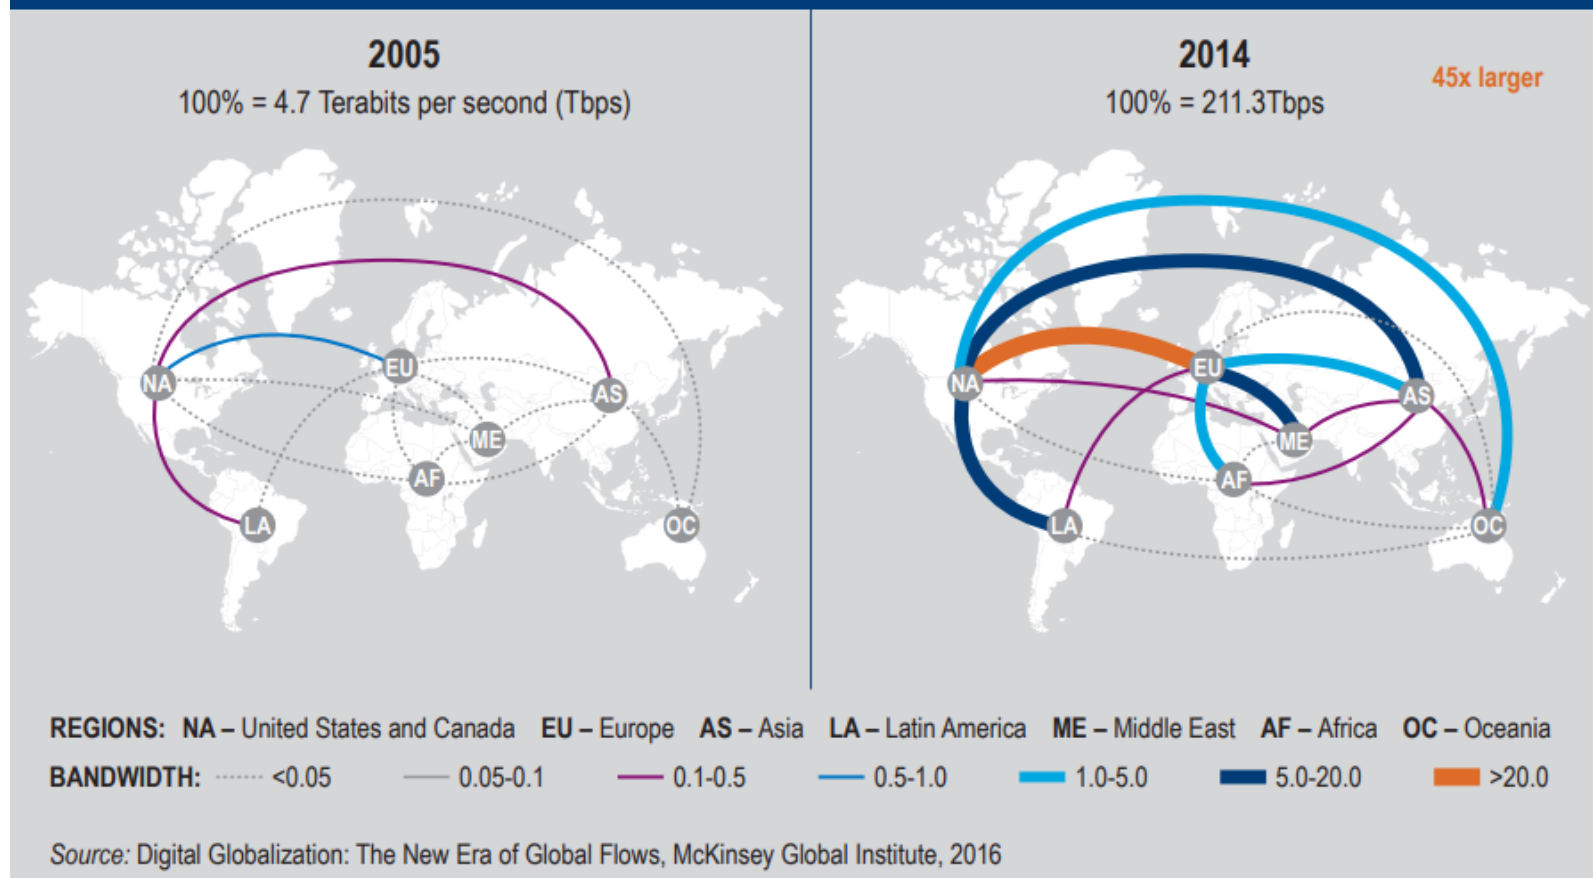 2005
100% = 4.7 Terabits per second (Tbps)
NA
EU
AS
ME
AF
LA
OC
2014
45x larger
100% = 211.3Tbps
NA
EU
AS
ME
AF
LA
OC
REGIONS: NA – United States and Canada EU – Europe AS – Asia LA – Latin America ME – Middle East AF – Africa OC – Oceania
BANDWIDTH: <0.05 0.05-0.1 0.1-0.5 0.5-1.0 1.0-5.0 5.0-20.0 >20.0
Source: Digital Globalization: The New Era of Global Flows, McKinsey Global Institute, 2016